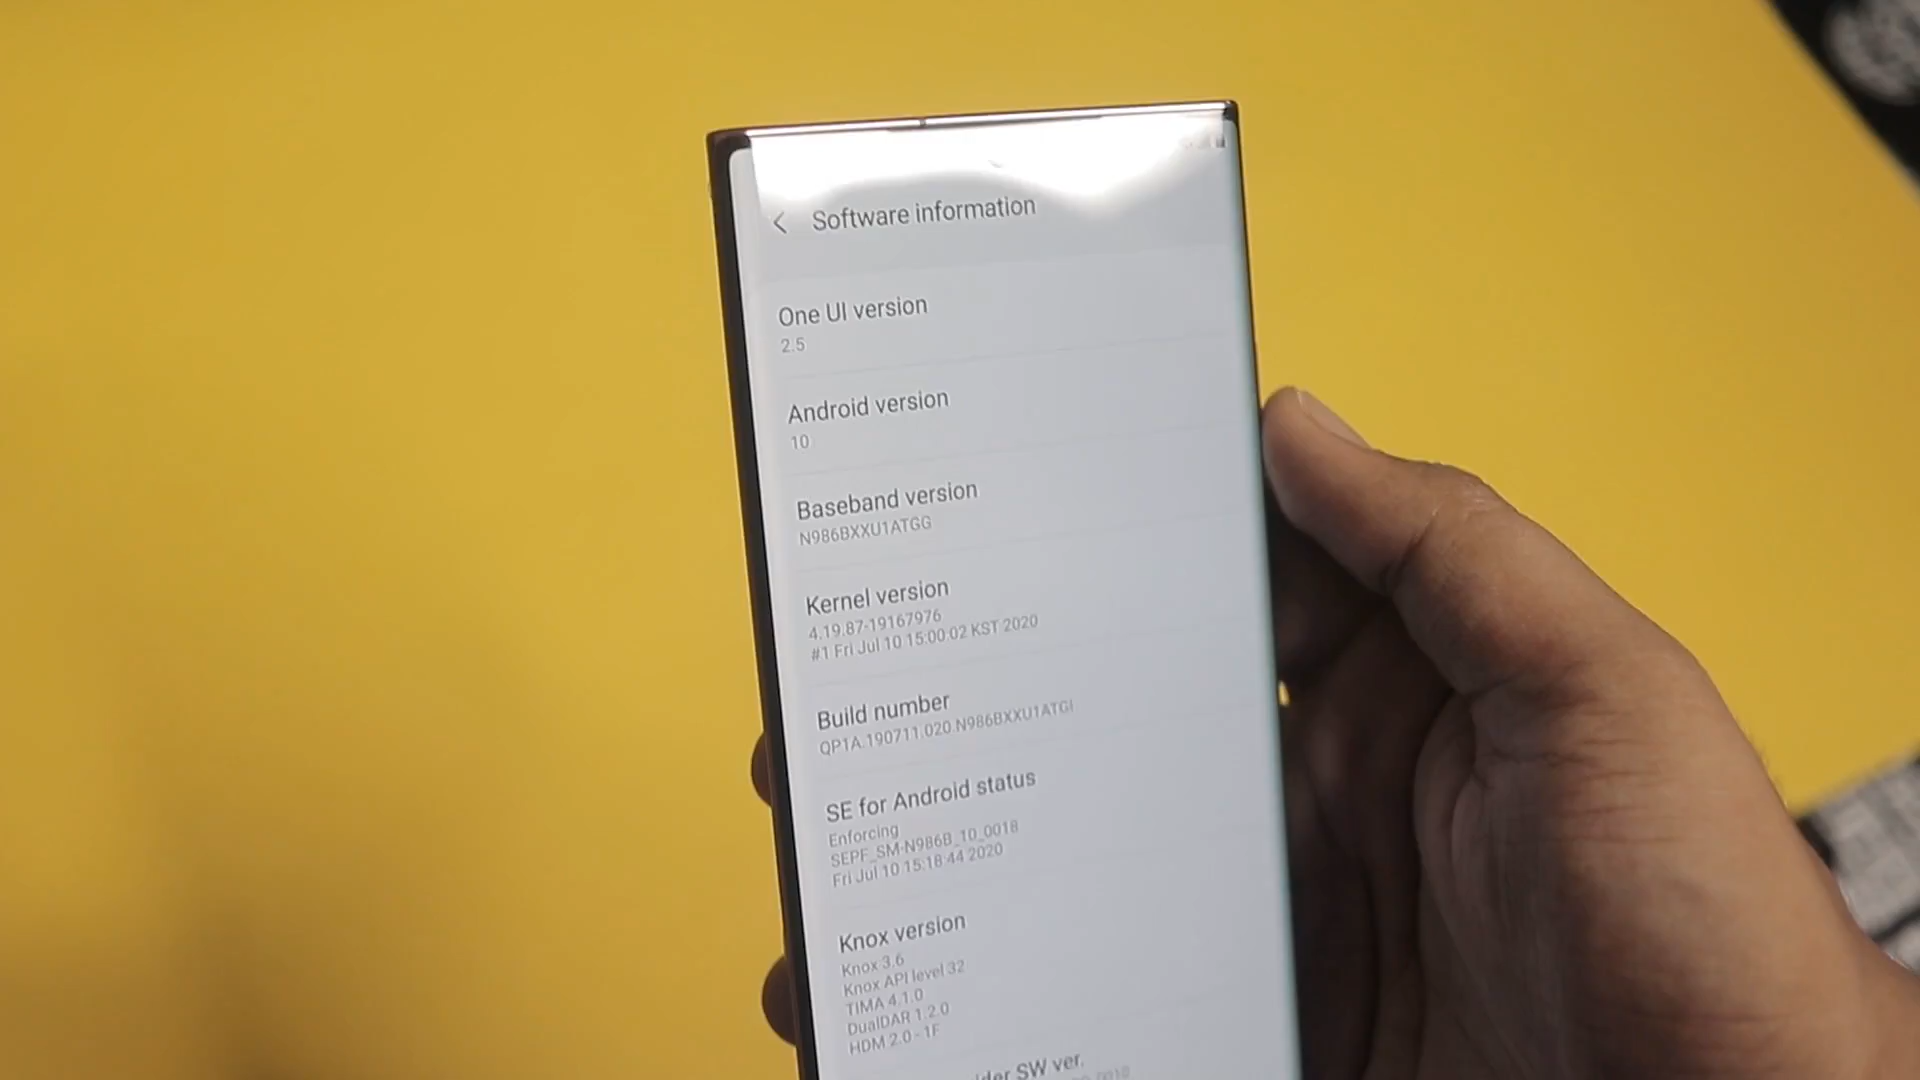 Software information
One UI version
2.5
Android version
10
Baseband version
N986BXXU1ATGG
Kernel version
4.19.87-19167976
#1 Fri Jul 10 15:00:02 KST 2020
Build number
QP1A.190711.020.N986BXXU1ATGI
SE for Android status
Enforcing
SEPF_SM-N986B_10_0018
Fri Jul 10 15:18:44 2020
Knox version
Knox 3.6
Knox API level 32
TIMA 4.1.0
DualDAR 1.2.0
HDM 2.0 - 1F
SW ver.